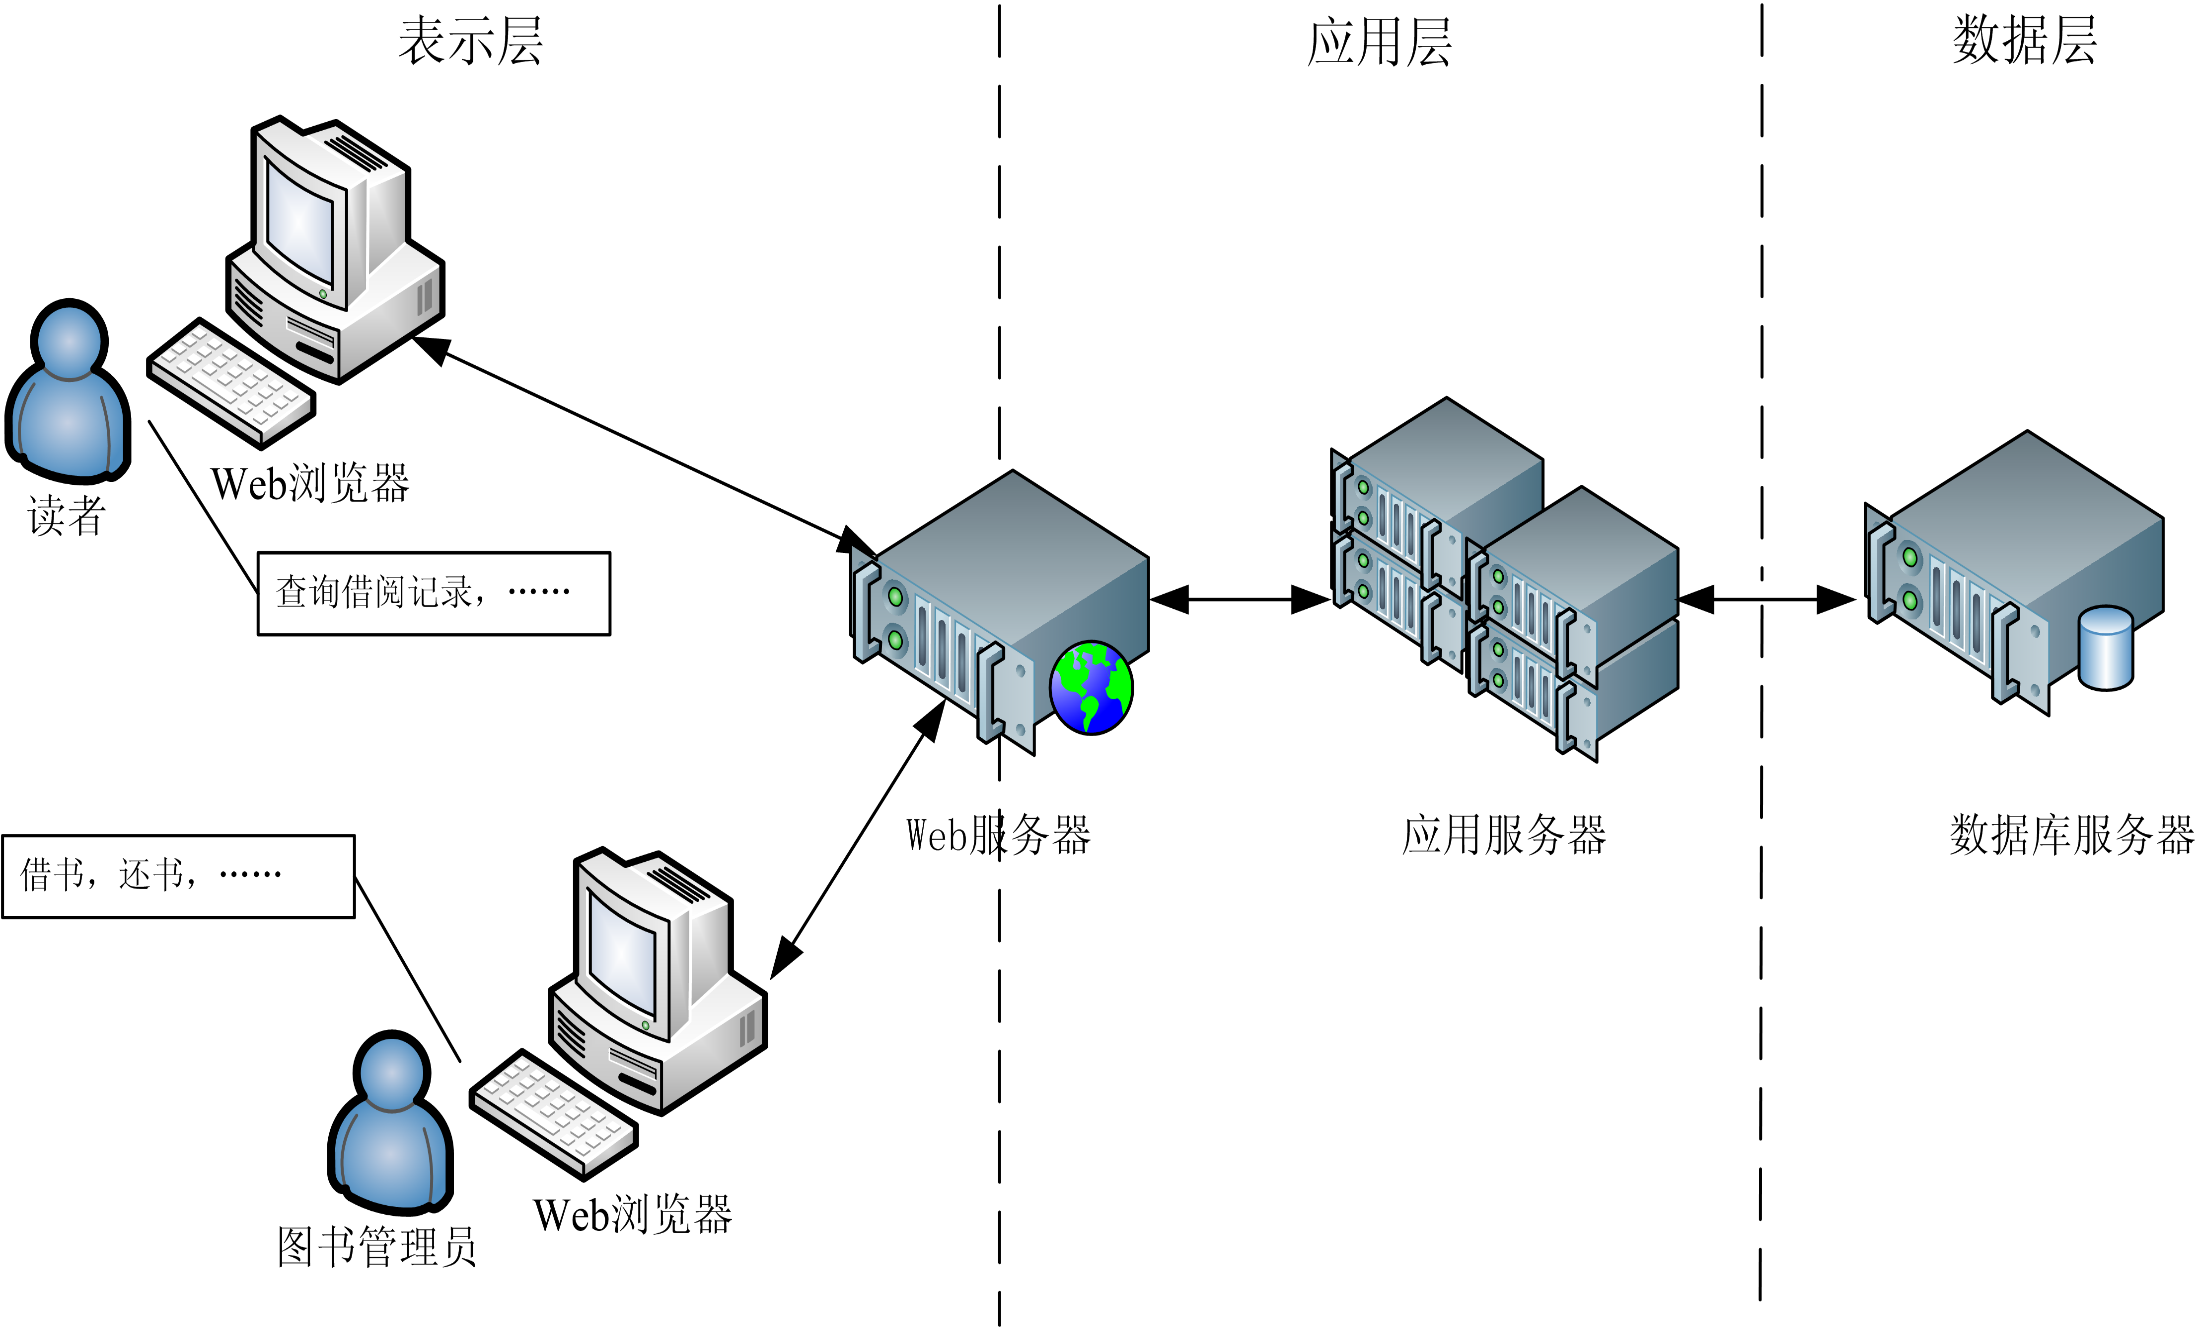 表示层
应用层
数据层
Web浏览器
读者
查询借阅记录，……
Web服务器
应用服务器
数据库服务器
借书，还书，……
Web浏览器
图书管理员